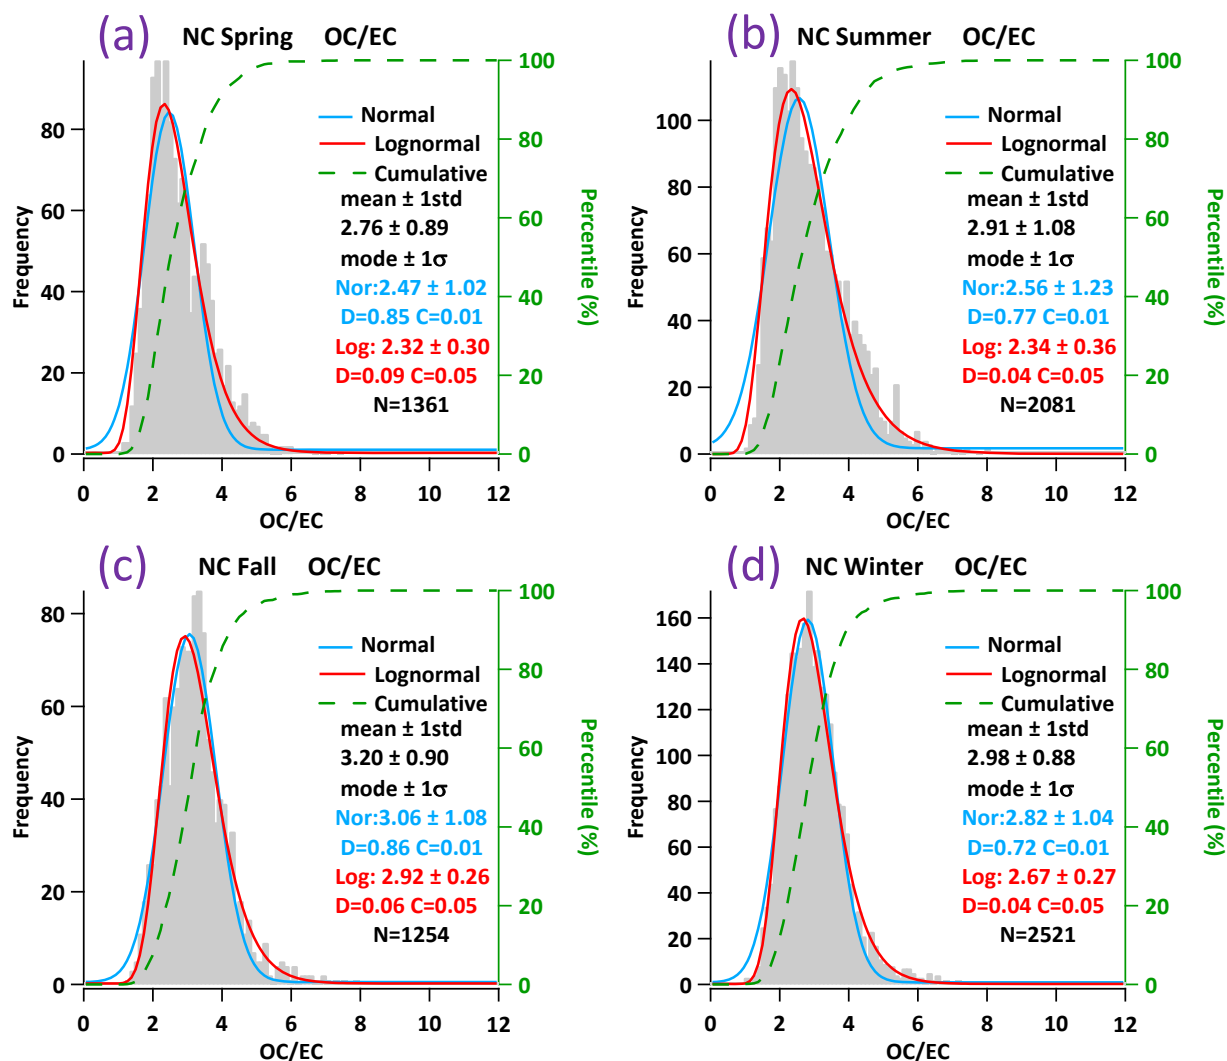 (a) NC Spring OC/EC
100
80
60
40
20
0
Frequency
80
60
40
20
0
Percentile (%)
Normal
Lognormal
Cumulative
mean ± 1std
2.76 ± 0.89
mode ± 1σ
Nor:2.47 ± 1.02
D=0.85 C=0.01
Log: 2.32 ± 0.30
D=0.09 C=0.05
N=1361
0 2 4 6 8 10 12
OC/EC
(b) NC Summer OC/EC
100
80
60
40
20
0
Frequency
100
80
60
40
20
0
Percentile (%)
Normal
Lognormal
Cumulative
mean ± 1std
2.91 ± 1.08
mode ± 1σ
Nor:2.56 ± 1.23
D=0.77 C=0.01
Log: 2.34 ± 0.36
D=0.04 C=0.05
N=2081
0 2 4 6 8 10 12
OC/EC
(c) NC Fall OC/EC
100
80
60
40
20
0
Frequency
80
60
40
20
0
Percentile (%)
Normal
Lognormal
Cumulative
mean ± 1std
3.20 ± 0.90
mode ± 1σ
Nor:3.06 ± 1.08
D=0.86 C=0.01
Log: 2.92 ± 0.26
D=0.06 C=0.05
N=1254
0 2 4 6 8 10 12
OC/EC
(d) NC Winter OC/EC
100
80
60
40
20
0
Frequency
160
140
120
100
80
60
40
20
0
Percentile (%)
Normal
Lognormal
Cumulative
mean ± 1std
2.98 ± 0.88
mode ± 1σ
Nor:2.82 ± 1.04
D=0.72 C=0.01
Log: 2.67 ± 0.27
D=0.04 C=0.05
N=2521
0 2 4 6 8 10 12
OC/EC